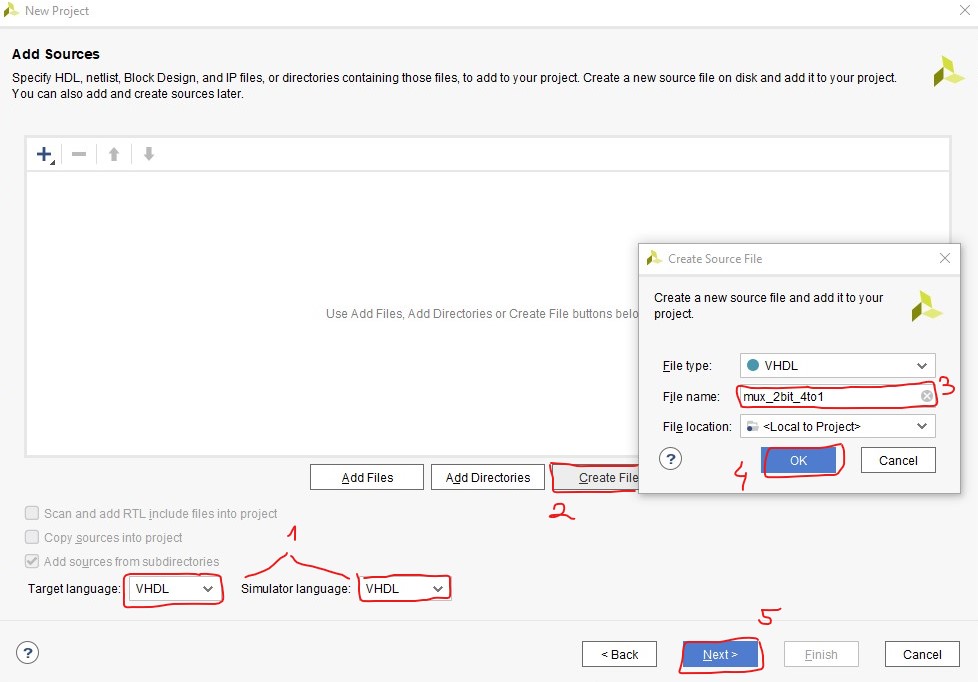 New Project
Add Sources
Specify HDL, netlist, Block Design, and IP files, or directories containing those files, to add to your project. Create a new source file on disk and add it to your project.
You can also add and create sources later.
Use Add Files, Add Directories or Create File buttons belo
Create Source File
Create a new source file and add it to your
project.
File type: VHDL
File name: mux_2bit_4to1 3
File location: <Local to Project>
? OK Cancel
4
Add Files Add Directories Create File
2
Scan and add RTL include files into project
1
Copy sources into project
Add sources from subdirectories
Target language: VHDL Simulator language: VHDL
5
? < Back Next > Finish Cancel